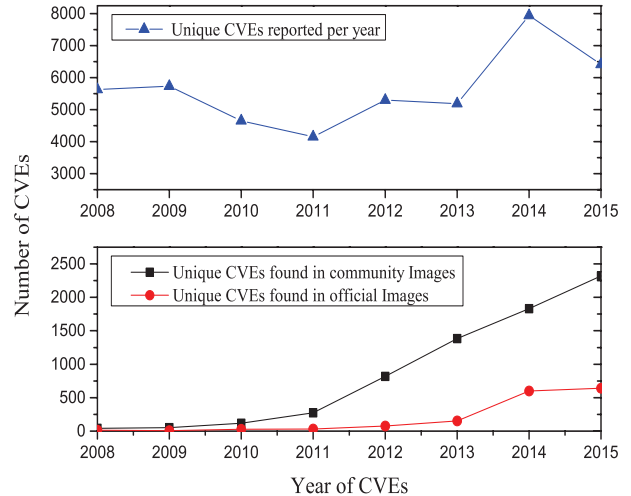 8000
7000
6000
5000
4000
3000
Unique CVEs reported per year
2008 2009 2010 2011 2012 2013 2014 2015
Number of CVEs
2500
2000
1500
1000
500
0
Unique CVEs found in community Images
Unique CVEs found in official Images
2008 2009 2010 2011 2012 2013 2014 2015
Year of CVEs